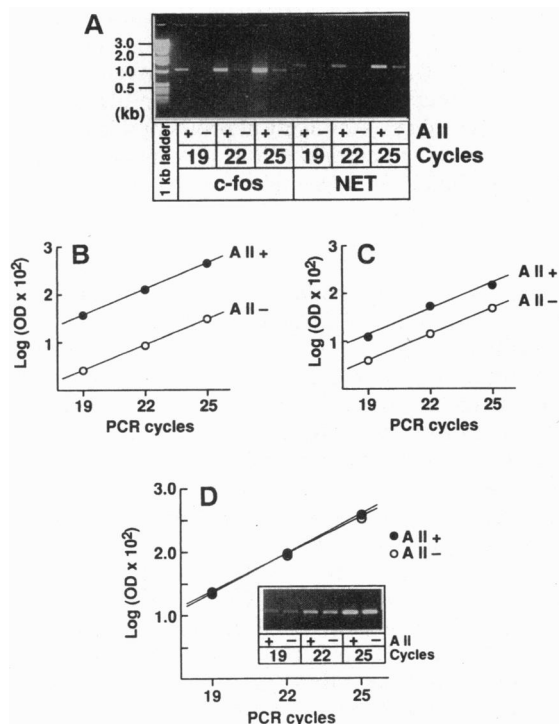 A
3.0
2.0
1.0
0.5
(kb)
1 kb ladder
+ − + − + − + − + − + − A II
19 22 25 19 22 25 Cycles
c-fos NET
B
Log (OD x 10²)
3
2
1
A II +
A II −
19 22 25
PCR cycles
C
Log (OD x 10²)
3
2
1
A II +
A II −
19 22 25
PCR cycles
D
Log (OD x 10²)
3.0
2.0
1.0
A II +
A II −
+ − + − + − A II
19 22 25 Cycles
19 22 25
PCR cycles